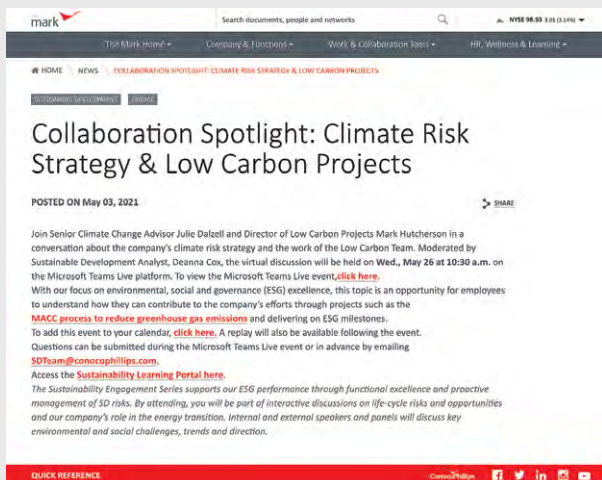 mark
Search documents, people and networks
NYSE 98.93 3.01 (3.14%)
The Mark Home
Company & Functions
Work & Collaboration Tools
HR, Wellness & Learning
HOME \ NEWS \ COLLABORATION SPOTLIGHT: CLIMATE RISK STRATEGY & LOW CARBON PROJECTS
SUSTAINABLE DEVELOPMENT
Collaboration Spotlight: Climate Risk
Strategy & Low Carbon Projects
POSTED ON May 03, 2021
SHARE
Join Senior Climate Change Advisor Julie Dalzell and Director of Low Carbon Projects Mark Hutcherson in a
conversation about the company's climate risk strategy and the work of the Low Carbon Team. Moderated by
Sustainable Development Analyst, Deanna Cox, the virtual discussion will be held on Wed., May 26 at 10:30 a.m. on
the Microsoft Teams Live platform. To view the Microsoft Teams Live event,click here.
With our focus on environmental, social and governance (ESG) excellence, this topic is an opportunity for employees
to understand how they can contribute to the company's efforts through projects such as the
MACC process to reduce greenhouse gas emissions and delivering on ESG milestones.
To add this event to your calendar, click here. A replay will also be available following the event.
Questions can be submitted during the Microsoft Teams Live event or in advance by emailing
SDTeam@conocophillips.com.
Access the Sustainability Learning Portal here.
The Sustainability Engagement Series supports our ESG performance through functional excellence and proactive
management of SD risks. By attending, you will be part of interactive discussions on life-cycle risks and opportunities
and our company's role in the energy transition. Internal and external speakers and panels will discuss key
environmental and social challenges, trends and direction.
QUICK REFERENCE
ConocoPhillips